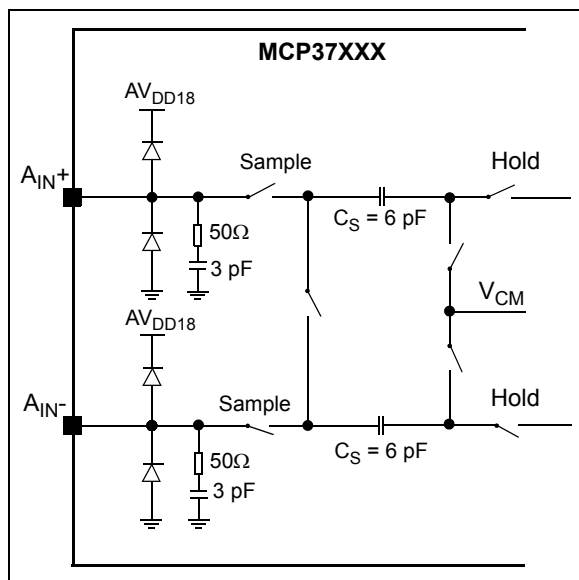 MCP37XXX
AVDD18
AIN+
Sample
Hold
CS = 6 pF
50Ω
3 pF
VCM
AVDD18
AIN-
Sample
Hold
CS = 6 pF
50Ω
3 pF